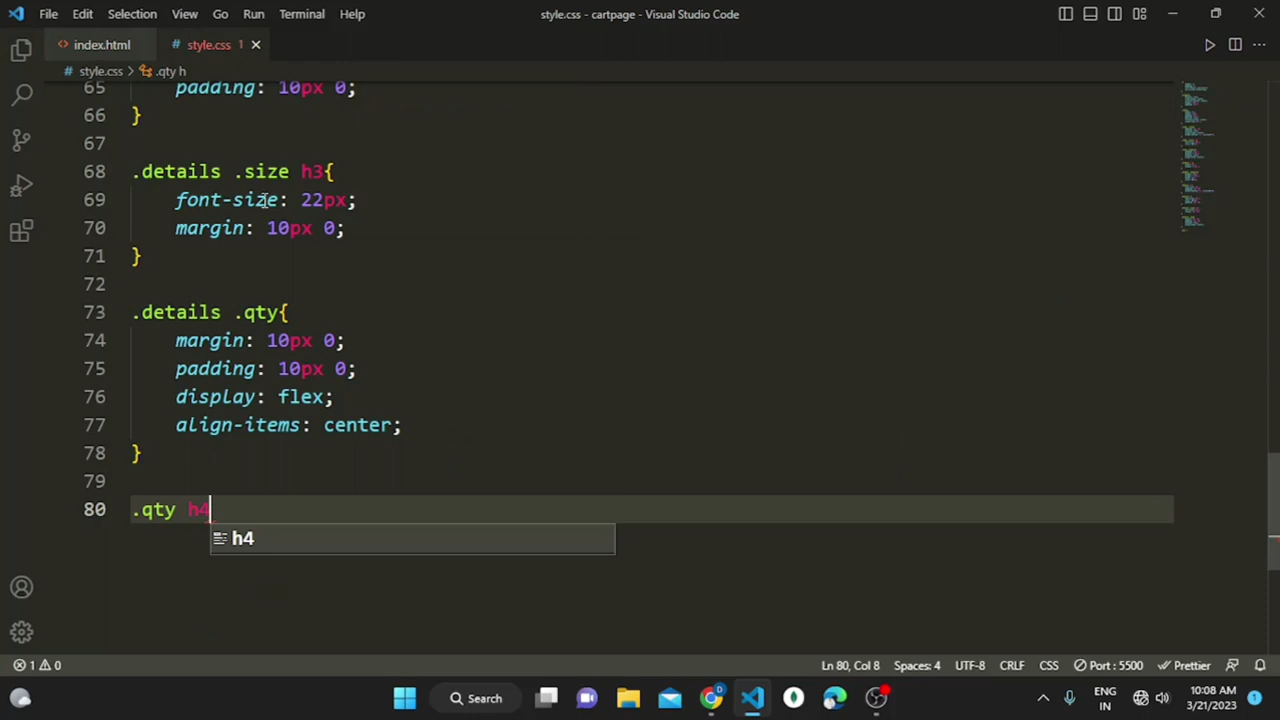 File Edit Selection View Go Run Terminal Help style.css - cartpage - Visual Studio Code
index.html style.css 1
style.css > .qty h
65 padding: 10px 0;
66 }
67
68 .details .size h3{
69 font-size: 22px;
70 margin: 10px 0;
71 }
72
73 .details .qty{
74 margin: 10px 0;
75 padding: 10px 0;
76 display: flex;
77 align-items: center;
78 }
79
80 .qty h4
h4
1 0 Ln 80, Col 8 Spaces: 4 UTF-8 CRLF CSS Port : 5500 Prettier
Search ENG 10:08 AM
IN 3/21/2023 1